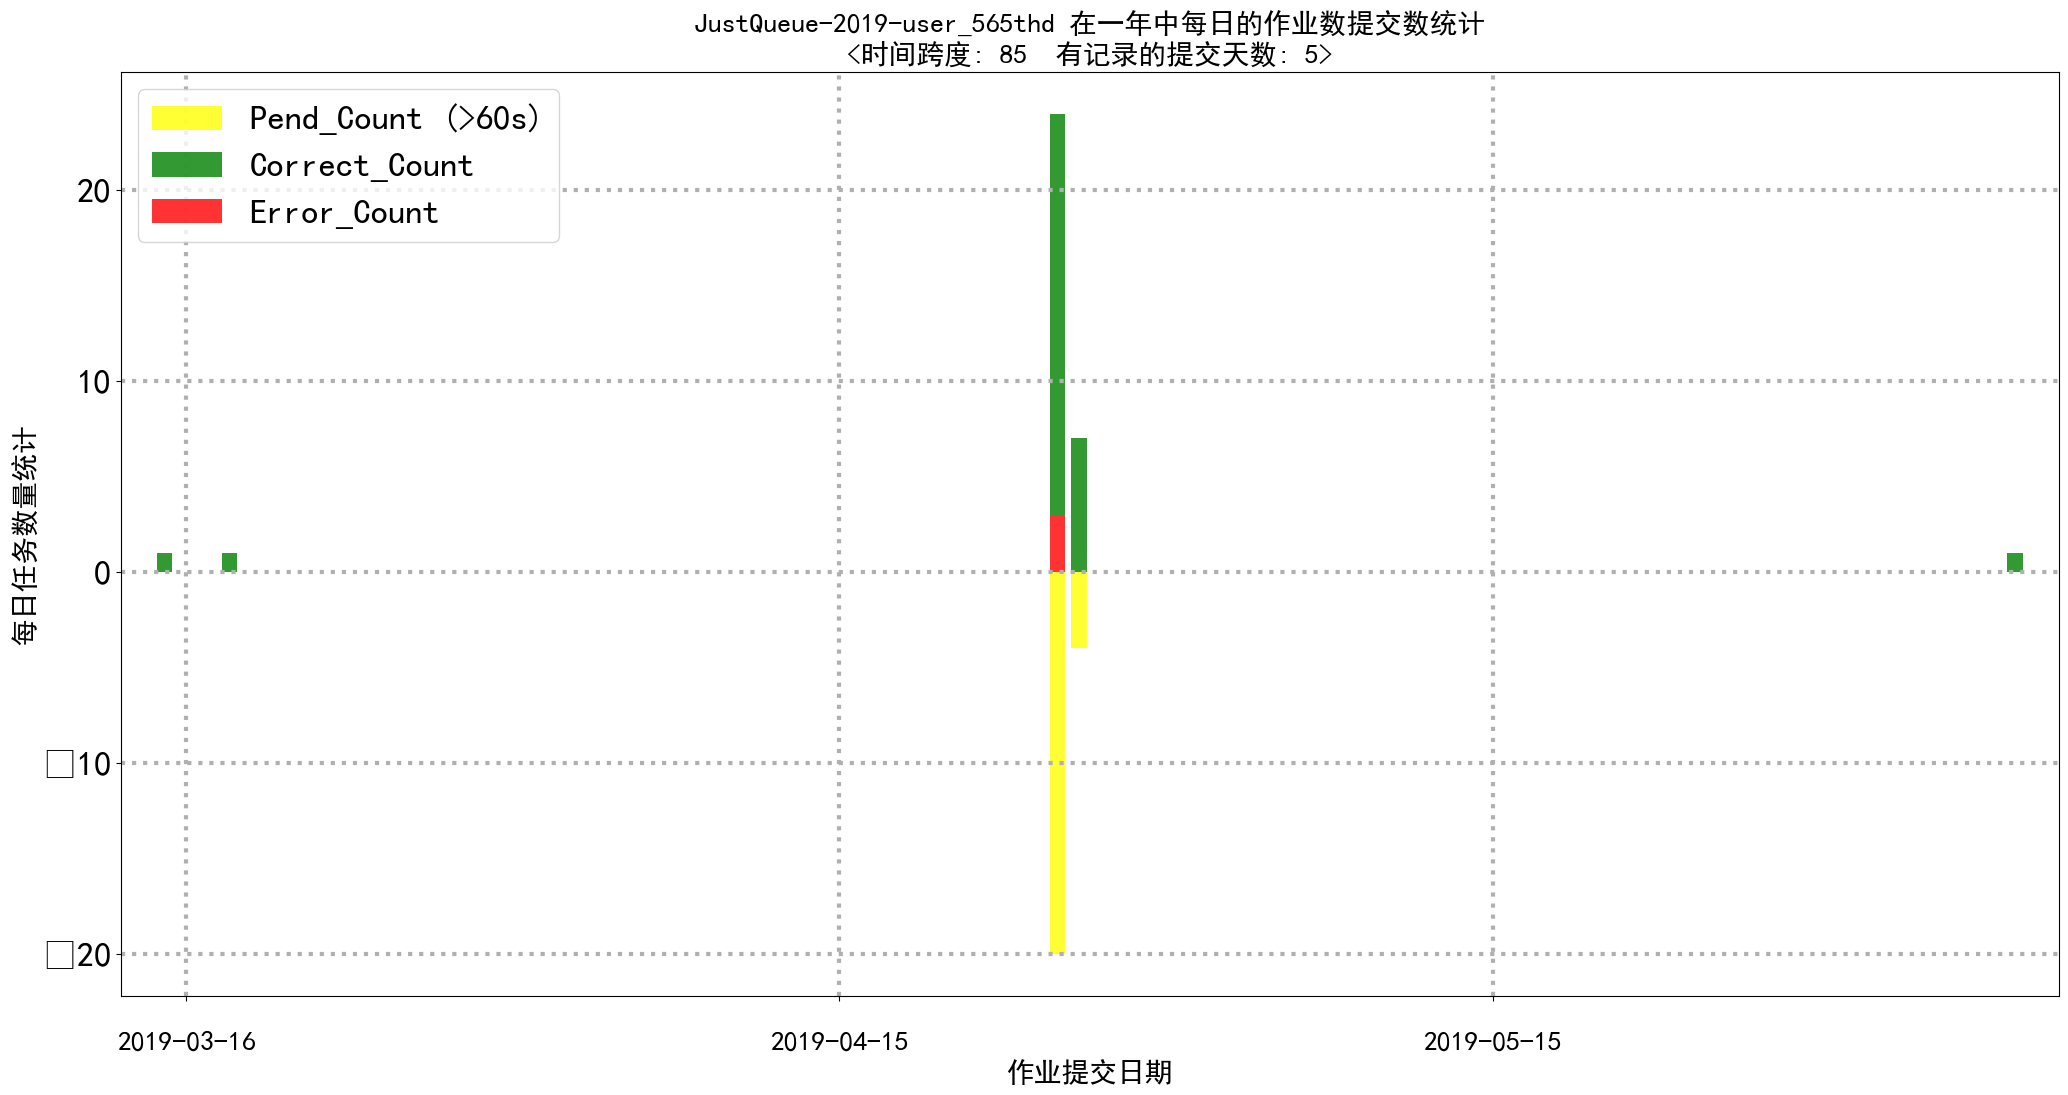 JustQueue-2019-user_565thd 在一年中每日的作业数提交数统计
<时间跨度: 85  有记录的提交天数: 5>
Pend_Count (>60s)
Correct_Count
Error_Count
20
10
0
□10
□20
每日任务数量统计
2019-03-16
2019-04-15
2019-05-15
作业提交日期